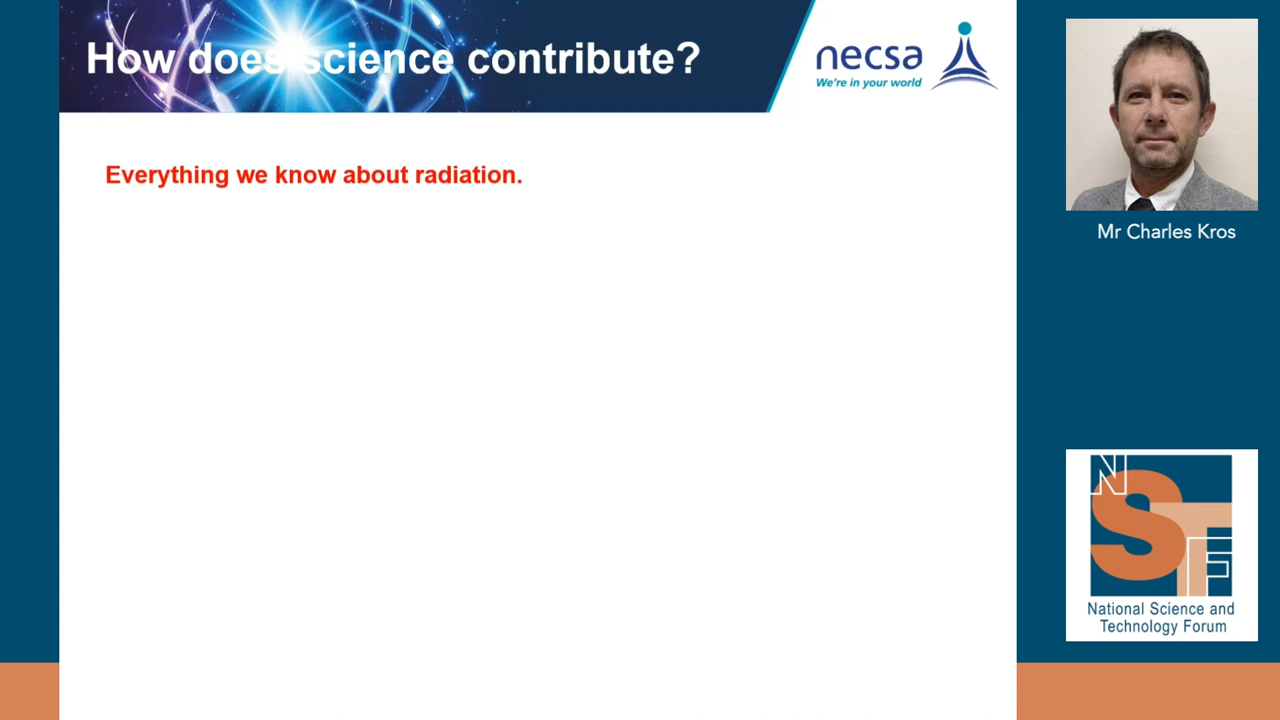 How does science contribute?
necsa
We're in your world
Everything we know about radiation.
Mr Charles Kros
NSTF
National Science and
Technology Forum